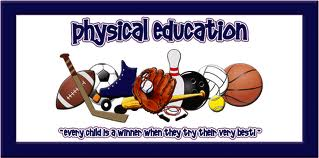 physical education
"every child is a winner when they try their very best!"